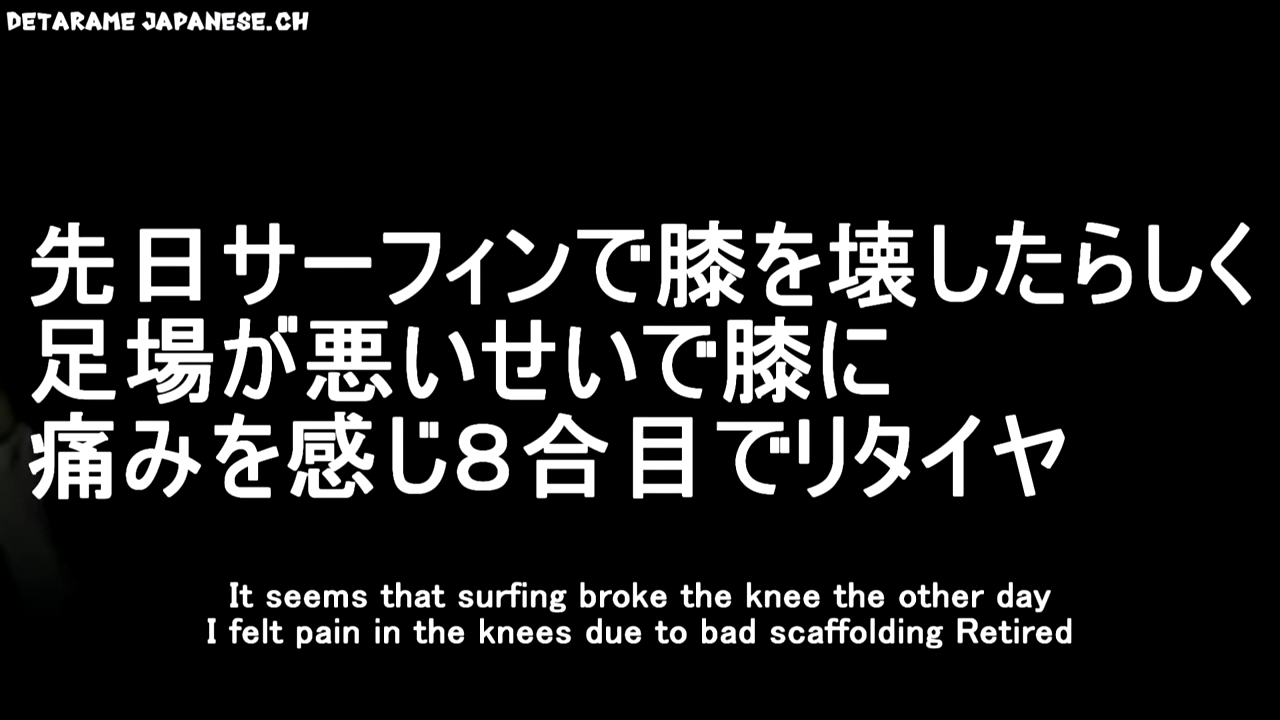 DETARAME JAPANESE.CH
先日サーフィンで膝を壊したらしく
足場が悪いせいで膝に
痛みを感じ8合目でリタイヤ
It seems that surfing broke the knee the other day
I felt pain in the knees due to bad scaffolding Retired